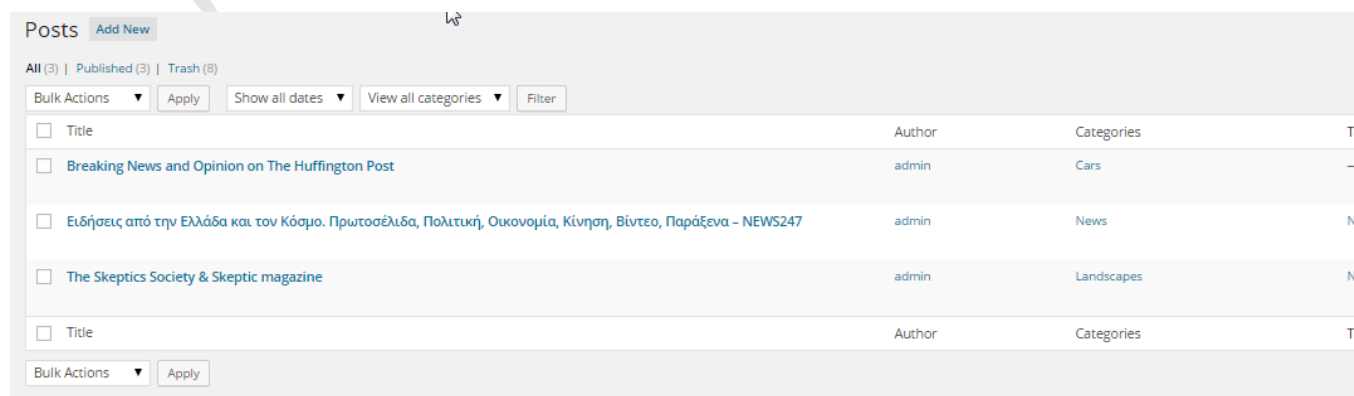 Posts Add New
All (3) | Published (3) | Trash (8)
Bulk Actions Apply Show all dates View all categories Filter
Title Author Categories T
Breaking News and Opinion on The Huffington Post admin Cars –
Ειδήσεις από την Ελλάδα και τον Κόσμο. Πρωτοσέλιδα, Πολιτική, Οικονομία, Κίνηση, Βίντεο, Παράξενα – NEWS247 admin News N
The Skeptics Society & Skeptic magazine admin Landscapes N
Title Author Categories T
Bulk Actions Apply